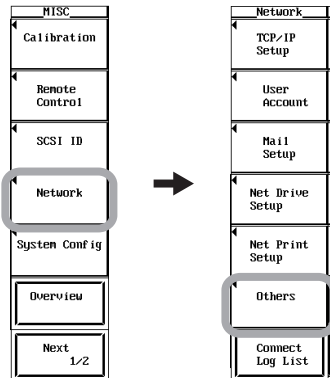 MISC
Calibration
Remote
Control
SCSI ID
Network
System Config
Overview
Next
1/2
Network
TCP/IP
Setup
User
Account
Mail
Setup
Net Drive
Setup
Net Print
Setup
Others
Connect
Log List